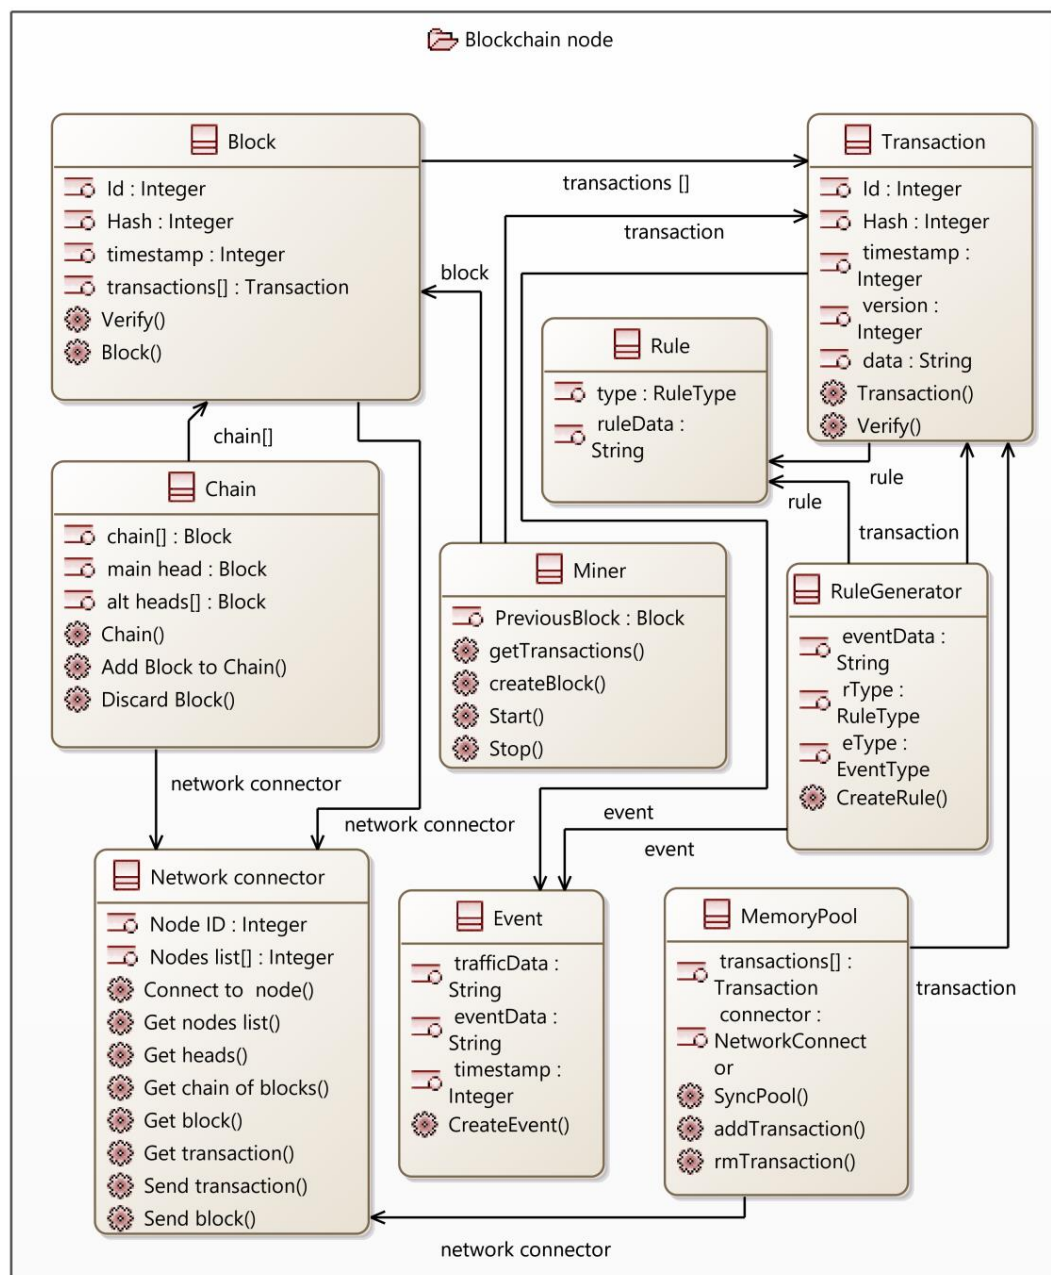 Blockchain node
Block
Id : Integer
Hash : Integer
timestamp : Integer
transactions[] : Transaction
Verify()
Block()
transactions []
transaction
block
Transaction
Id : Integer
Hash : Integer
timestamp :
Integer
version :
Integer
data : String
Transaction()
Verify()
Rule
type : RuleType
ruleData :
String
rule
rule
transaction
chain[]
Chain
chain[] : Block
main head : Block
alt heads[] : Block
Chain()
Add Block to Chain()
Discard Block()
Miner
PreviousBlock : Block
getTransactions()
createBlock()
Start()
Stop()
RuleGenerator
eventData :
String
rType :
RuleType
eType :
EventType
CreateRule()
network connector
network connector
event
event
Network connector
Node ID : Integer
Nodes list[] : Integer
Connect to  node()
Get nodes list()
Get heads()
Get chain of blocks()
Get block()
Get transaction()
Send transaction()
Send block()
Event
trafficData :
String
eventData :
String
timestamp :
Integer
CreateEvent()
MemoryPool
transactions[] :
Transaction
connector :
NetworkConnect
or
SyncPool()
addTransaction()
rmTransaction()
transaction
network connector